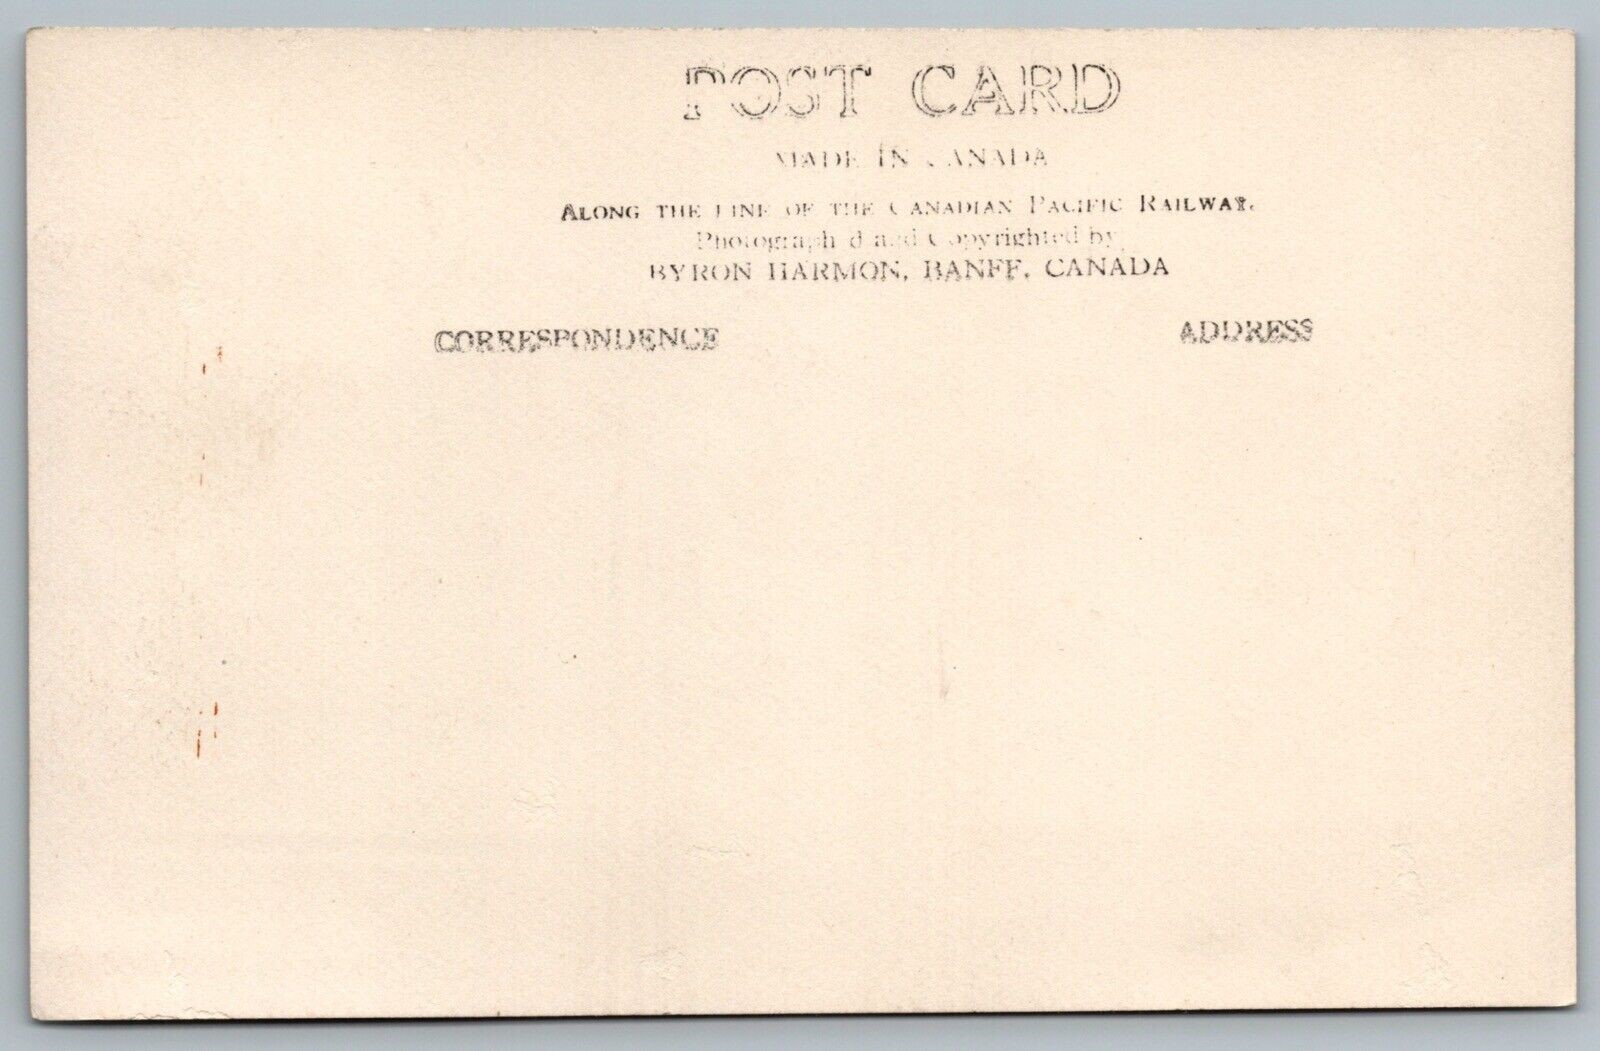 POST CARD
MADE IN CANADA
ALONG THE LINE OF THE CANADIAN PACIFIC RAILWAY.
Photographed and Copyrighted by
BYRON HARMON, BANFF, CANADA
CORRESPONDENCE
ADDRESS